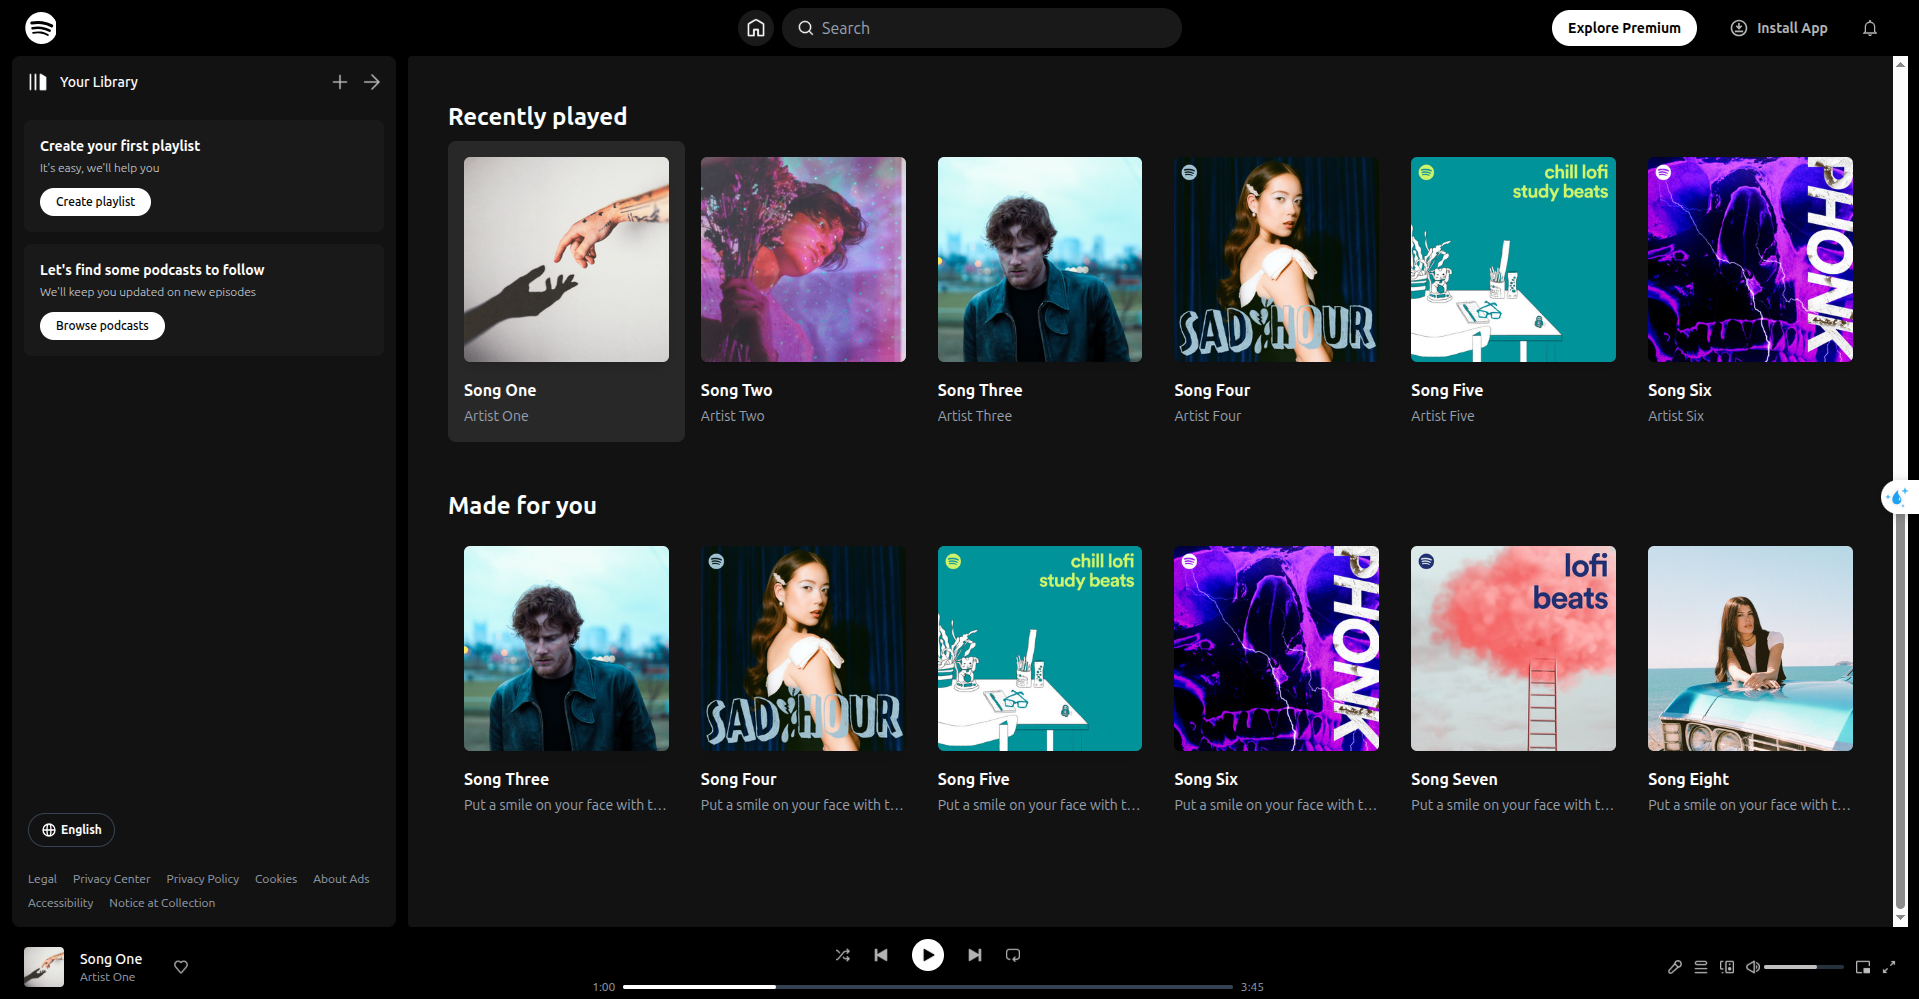 Search
Explore Premium
Install App
Your Library
Create your first playlist
It's easy, we'll help you
Create playlist
Let's find some podcasts to follow
We'll keep you updated on new episodes
Browse podcasts
English
Legal Privacy Center Privacy Policy Cookies About Ads
Accessibility Notice at Collection
Recently played
SAD HOUR
chill lofi
study beats
PHONK
Song One Song Two Song Three Song Four Song Five Song Six
Artist One Artist Two Artist Three Artist Four Artist Five Artist Six
Made for you
SAD HOUR
chill lofi
study beats
PHONK
lofi
beats
Song Three Song Four Song Five Song Six Song Seven Song Eight
Put a smile on your face with t... Put a smile on your face with t... Put a smile on your face with t... Put a smile on your face with t... Put a smile on your face with t... Put a smile on your face with t...
Song One
Artist One
1:00 3:45